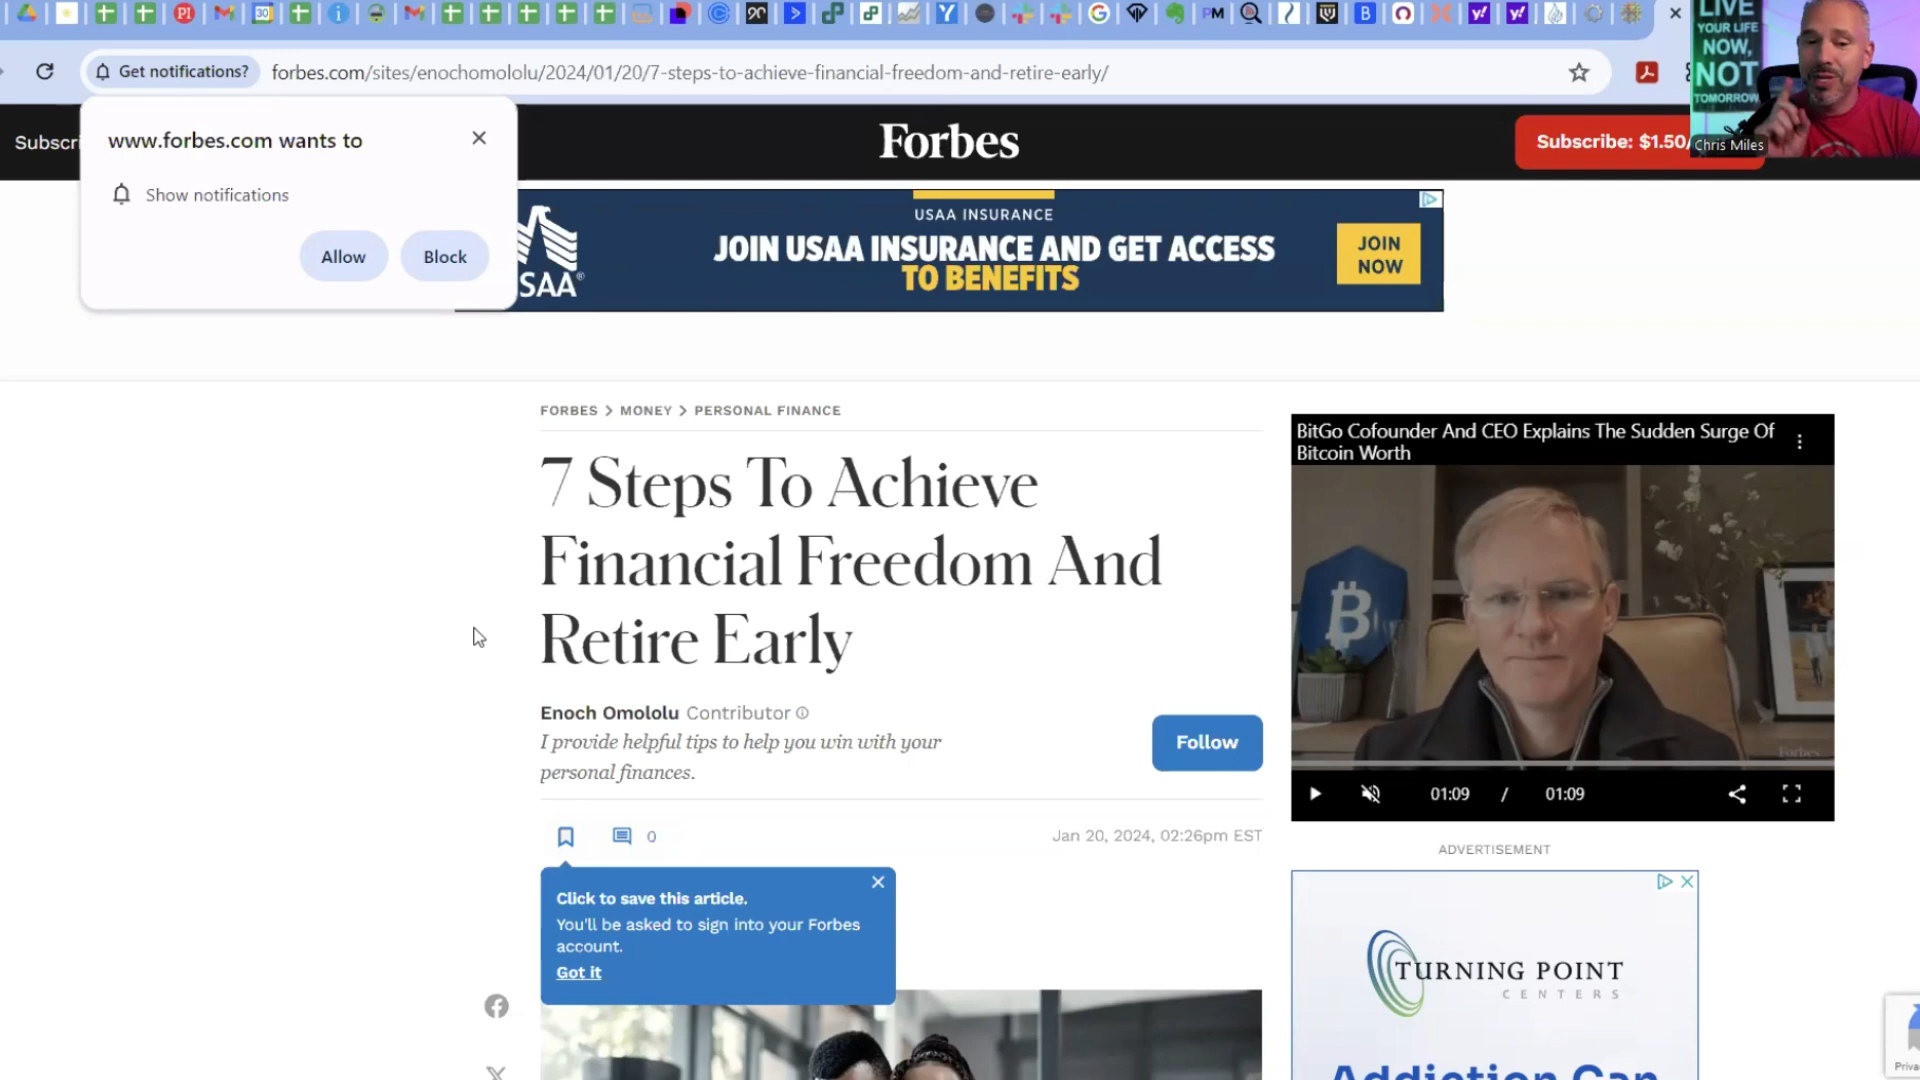 Get notifications?
forbes.com/sites/enochomololu/2024/01/20/7-steps-to-achieve-financial-freedom-and-retire-early/
LIVE
YOUR LIFE
NOW,
NOT
TOMORROW
Chris Miles
www.forbes.com wants to
Show notifications
Allow
Block
Forbes
Subscribe: $1.50/
USAA INSURANCE
JOIN USAA INSURANCE AND GET ACCESS
TO BENEFITS
JOIN
NOW
FORBES > MONEY > PERSONAL FINANCE
7 Steps To Achieve
Financial Freedom And
Retire Early
Enoch Omololu Contributor
I provide helpful tips to help you win with your
personal finances.
Follow
0
Jan 20, 2024, 02:26pm EST
Click to save this article.
You'll be asked to sign into your Forbes
account.
Got it
BitGo Cofounder And CEO Explains The Sudden Surge Of
Bitcoin Worth
Forbes
01:09 / 01:09
ADVERTISEMENT
TURNING POINT
CENTERS